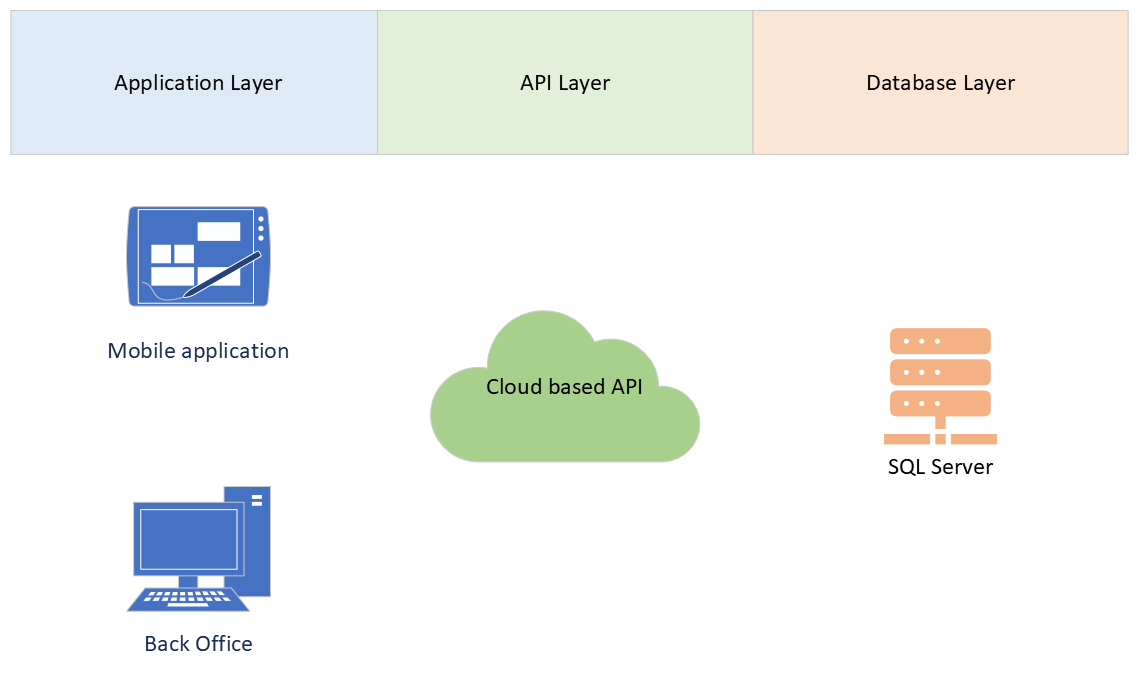 Application Layer
API Layer
Database Layer
Mobile application
Cloud based API
SQL Server
Back Office